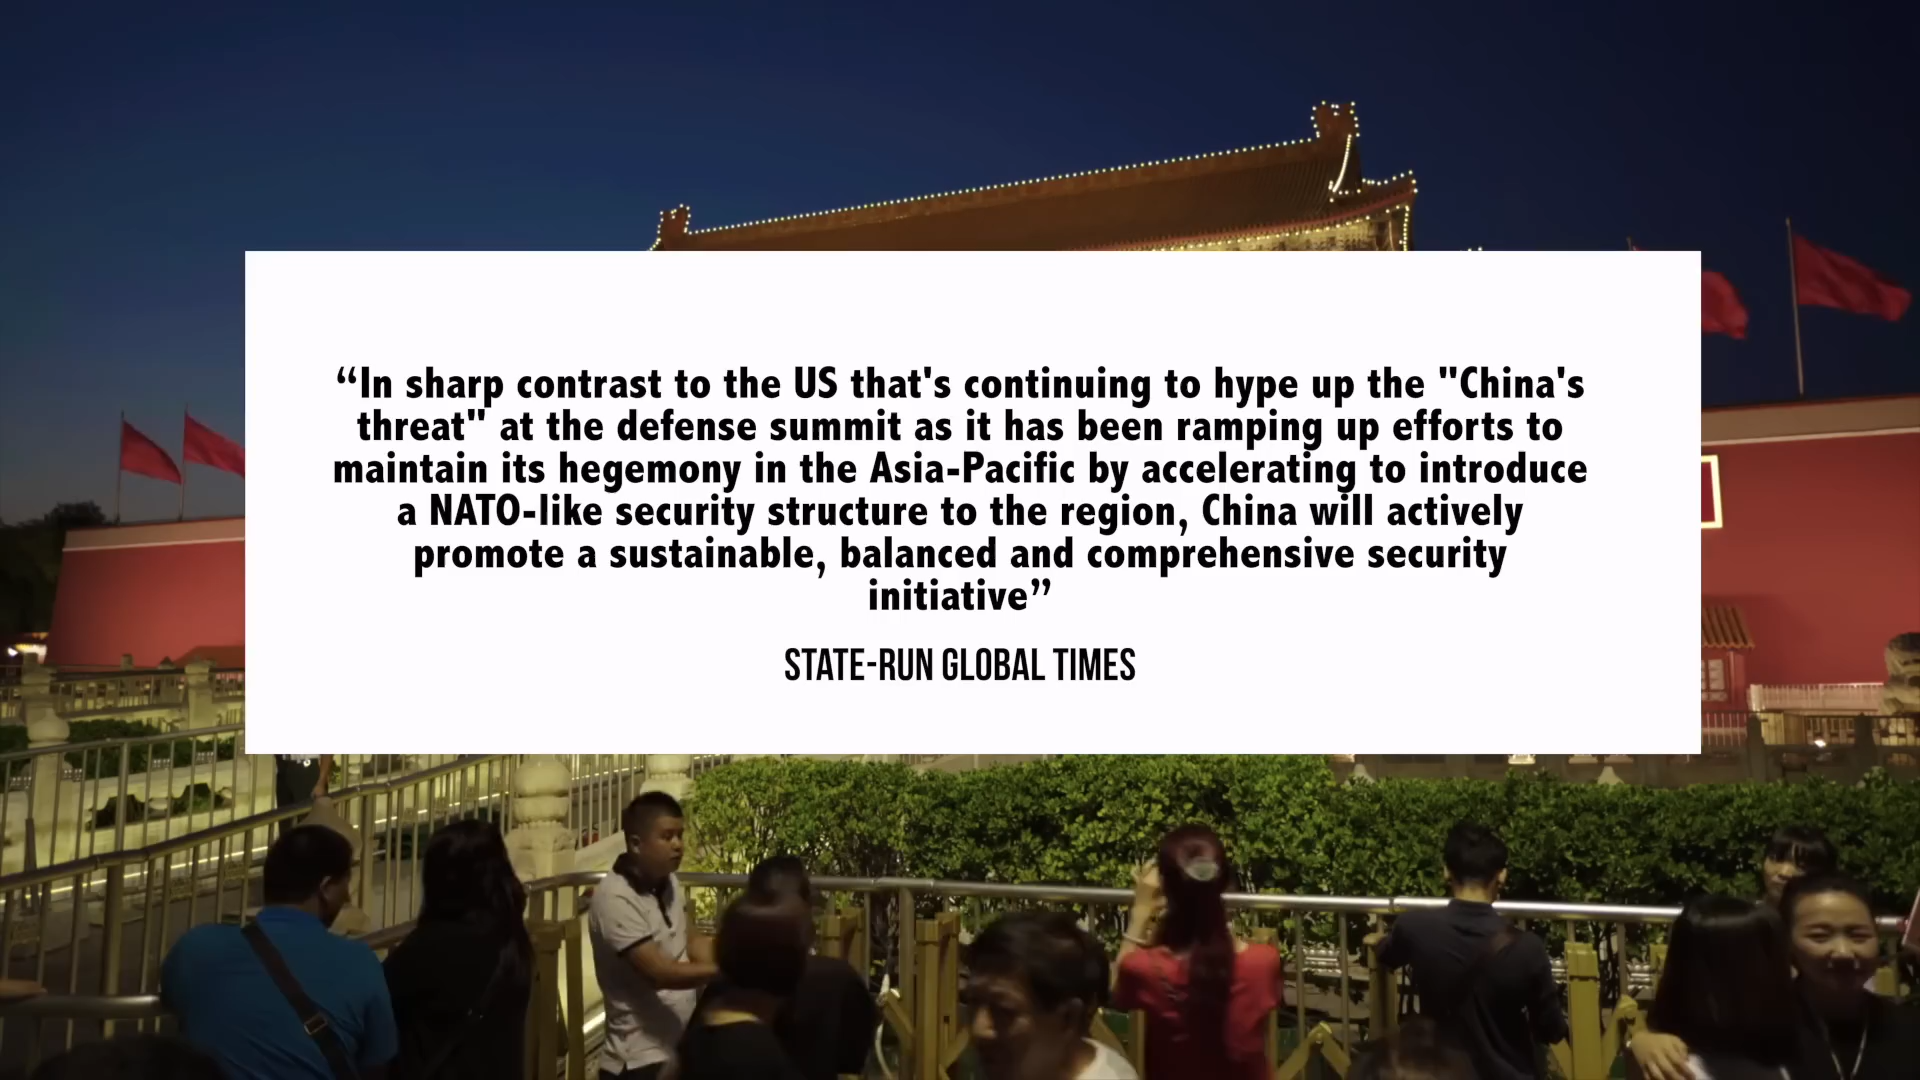 “In sharp contrast to the US that's continuing to hype up the "China's
threat" at the defense summit as it has been ramping up efforts to
maintain its hegemony in the Asia-Pacific by accelerating to introduce
a NATO-like security structure to the region, China will actively
promote a sustainable, balanced and comprehensive security
initiative”
STATE-RUN GLOBAL TIMES